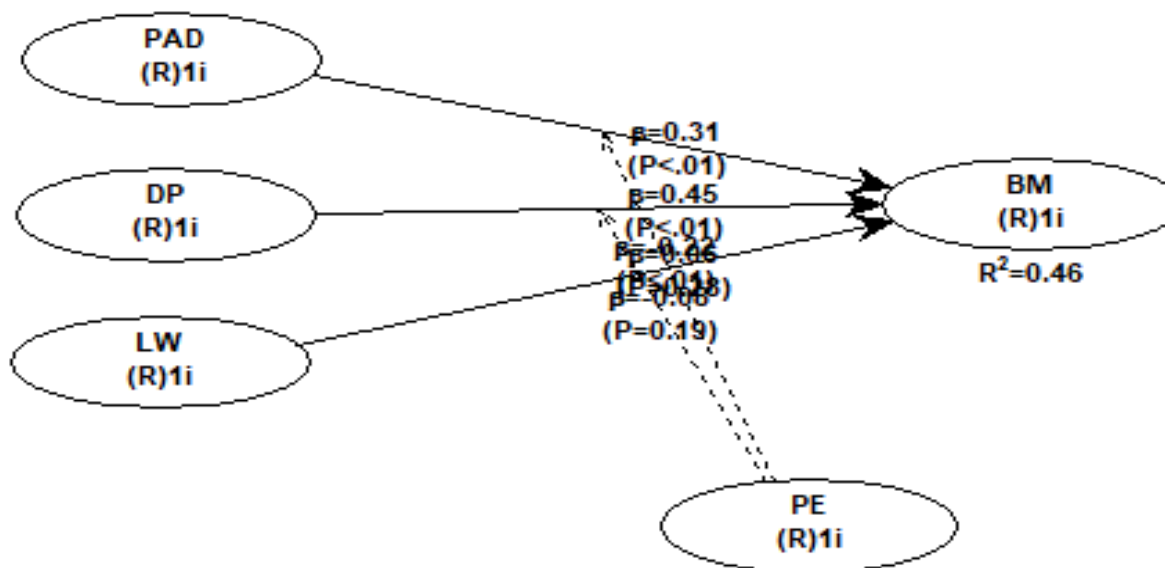 PAD
(R)1i
β=0.31
(P<.01)
DP
(R)1i
β=0.45
(P<.01)
BM
(R)1i
R²=0.46
(P=0.19)
LW
(R)1i
PE
(R)1i